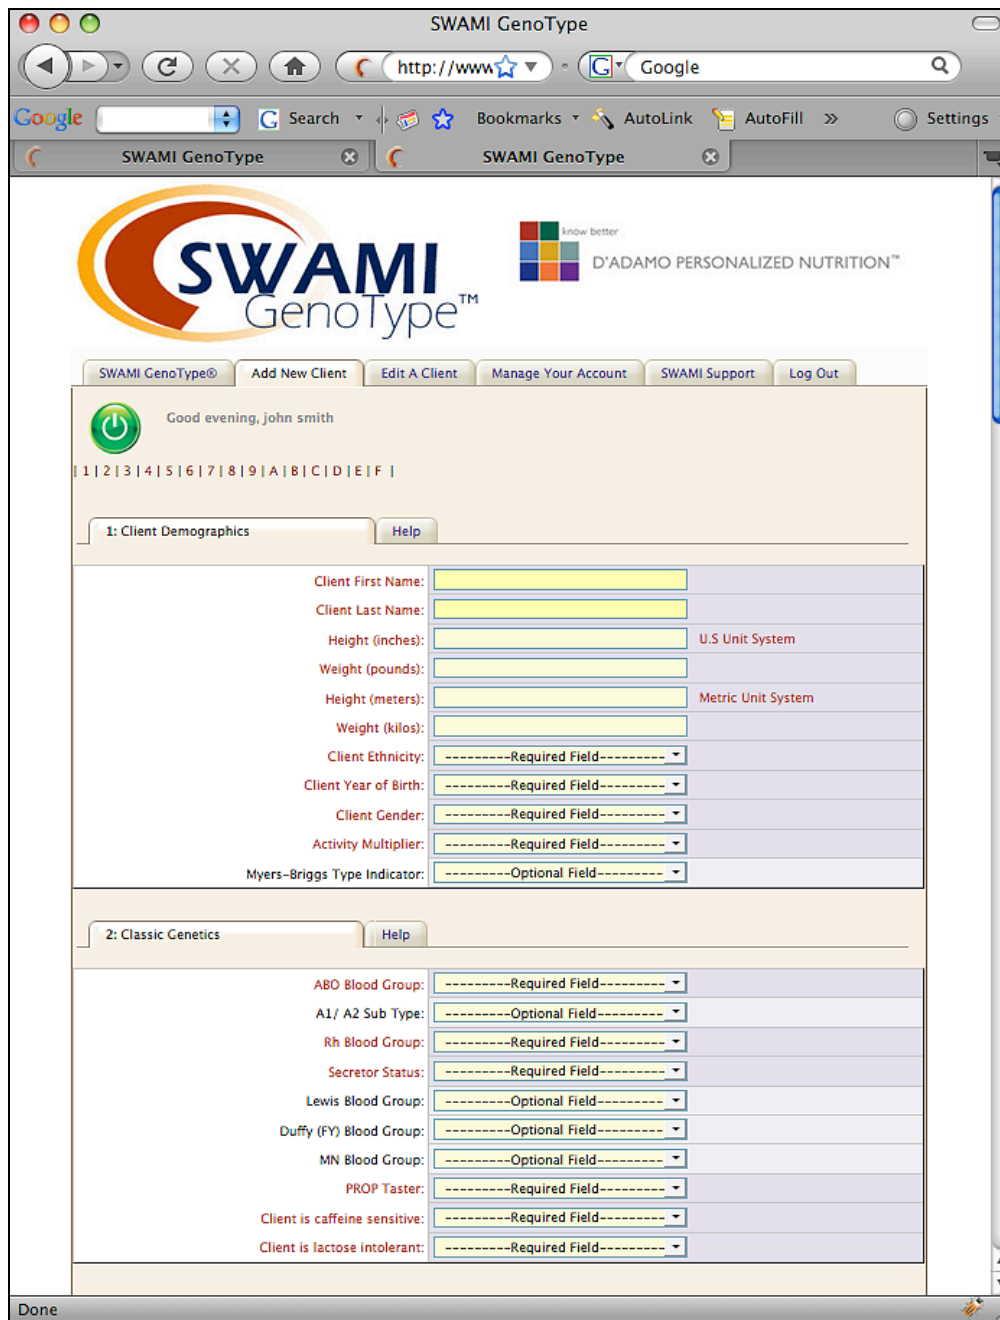 SWAMI GenoType
http://www
Google
Google Search Bookmarks AutoLink AutoFill » Settings
SWAMI GenoType SWAMI GenoType
SWAMI
GenoType™
know better
D'ADAMO PERSONALIZED NUTRITION™
SWAMI GenoType® Add New Client Edit A Client Manage Your Account SWAMI Support Log Out
Good evening, john smith
| 1 | 2 | 3 | 4 | 5 | 6 | 7 | 8 | 9 | A | B | C | D | E | F |
1: Client Demographics Help
Client First Name:
Client Last Name:
Height (inches): U.S Unit System
Weight (pounds):
Height (meters): Metric Unit System
Weight (kilos):
Client Ethnicity: ---------Required Field---------
Client Year of Birth: ---------Required Field---------
Client Gender: ---------Required Field---------
Activity Multiplier: ---------Required Field---------
Myers-Briggs Type Indicator: ---------Optional Field---------
2: Classic Genetics Help
ABO Blood Group: ---------Required Field---------
A1/ A2 Sub Type: ---------Optional Field---------
Rh Blood Group: ---------Required Field---------
Secretor Status: ---------Required Field---------
Lewis Blood Group: ---------Optional Field---------
Duffy (FY) Blood Group: ---------Optional Field---------
MN Blood Group: ---------Optional Field---------
PROP Taster: ---------Required Field---------
Client is caffeine sensitive: ---------Required Field---------
Client is lactose intolerant: ---------Required Field---------
Done